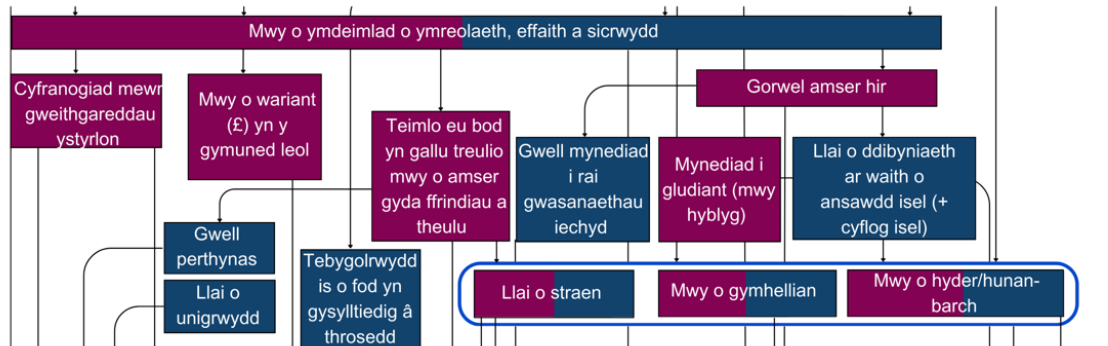 Mwy o ymdeimlad o ymreolaeth, effaith a sicrwydd
Cyfranogiad mewn
gweithgareddau
ystyrlon
Mwy o wariant
(£) yn y
gymuned leol
Teimlo eu bod
yn gallu treulio
mwy o amser
gyda ffrindiau a
theulu
Gorwel amser hir
Gwell mynediad
i rai
gwasanaethau
iechyd
Mynediad i
gludiant (mwy
hyblyg)
Llai o ddibyniaeth
ar waith o
ansawdd isel (+
cyflog isel)
Gwell
perthynas
Llai o
unigrwydd
Tebygolrwydd
is o fod yn
gysylltiedig â
throsedd
Llai o straen
Mwy o gymhellian
Mwy o hyder/hunan-
barch